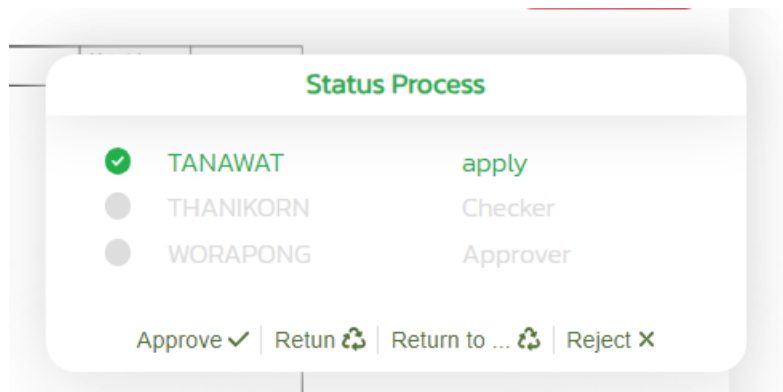 Status Process
TANAWAT apply
THANIKORN Checker
WORAPONG Approver
Approve Retun Return to ... Reject